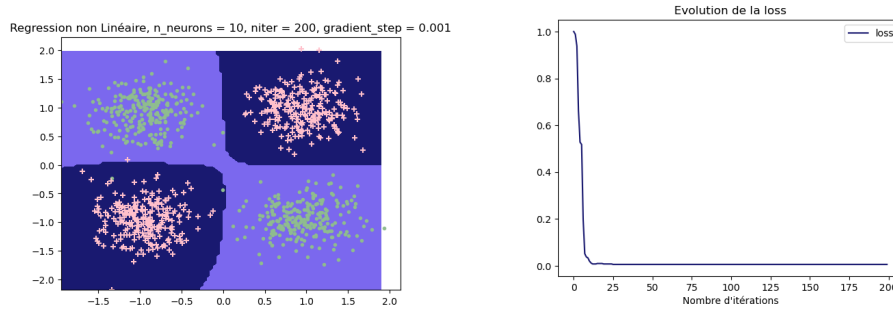 Regression non Linéaire, n_neurons = 10, niter = 200, gradient_step = 0.001
2.0
1.5
1.0
0.5
0.0
−0.5
−1.0
−1.5
−2.0
−1.5 −1.0 −0.5 0.0 0.5 1.0 1.5 2.0
Evolution de la loss
loss
1.0
0.8
0.6
0.4
0.2
0.0
0 25 50 75 100 125 150 175 200
Nombre d'itérations